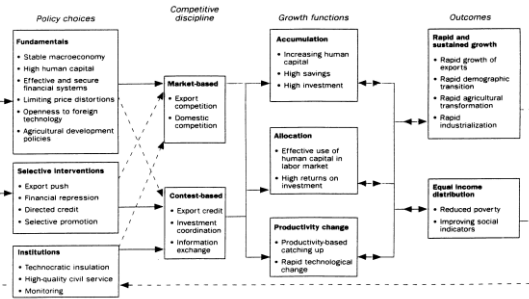 Policy choices
Competitive
discipline
Growth functions
Outcomes
Fundamentals
• Stable macroeconomy
• High human capital
• Effective and secure
financial systems
• Limiting price distortions
• Openness to foreign
technology
• Agricultural development
policies
Selective interventions
• Export push
• Financial repression
• Directed credit
• Selective promotion
Institutions
• Technocratic insulation
• High-quality civil service
• Monitoring
Market-based
• Export
competition
• Domestic
competition
Contest-based
• Export credit
• Investment
coordination
• Information
exchange
Accumulation
• Increasing human
capital
• High savings
• High investment
Allocation
• Effective use of
human capital in
labor market
• High returns on
investment
Productivity change
• Productivity-based
catching up
• Rapid technological
change
Rapid and
sustained growth
• Rapid growth of
exports
• Rapid demographic
transition
• Rapid agricultural
transformation
• Rapid
industrialization
Equal income
distribution
• Reduced poverty
• Improving social
indicators